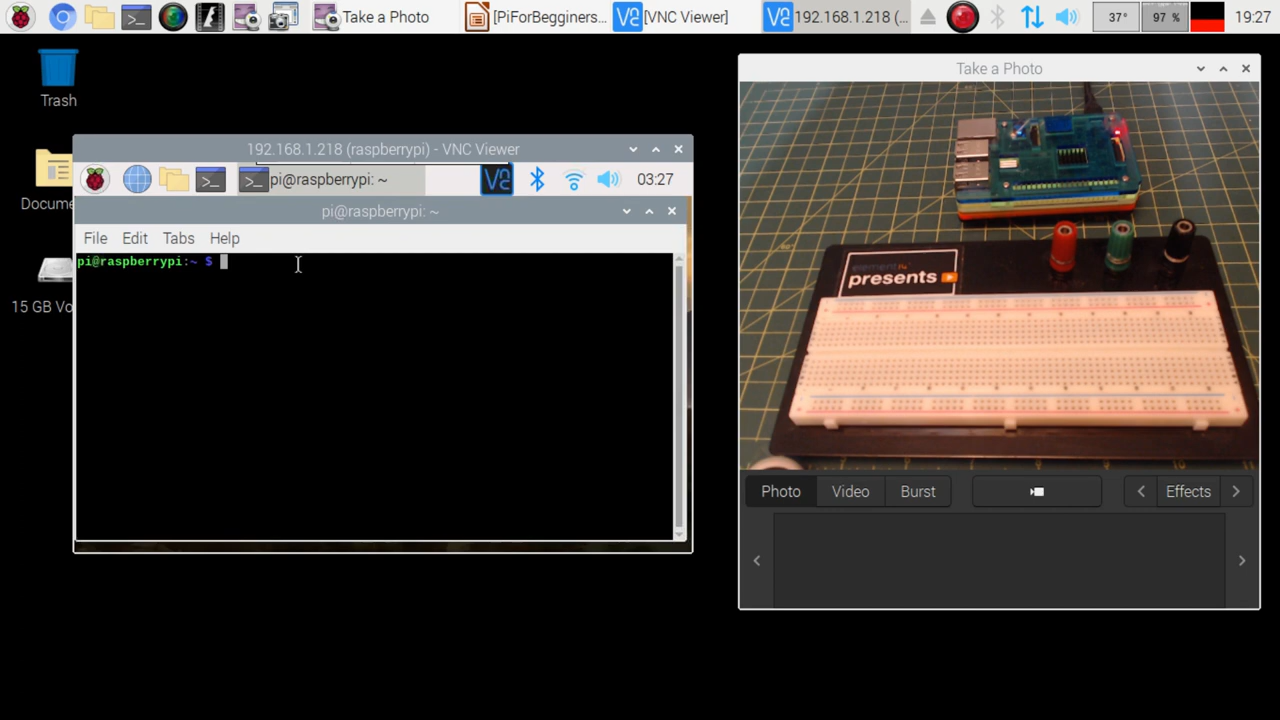 Take a Photo
[PiForBegginers...
[VNC Viewer]
192.168.1.218 (...
37°
97 %
19:27
Trash
Docume
15 GB Vo
192.168.1.218 (raspberrypi) - VNC Viewer
pi@raspberrypi: ~
03:27
pi@raspberrypi: ~
File Edit Tabs Help
pi@raspberrypi:~ $
Take a Photo
element14
presents
Photo
Video
Burst
Effects